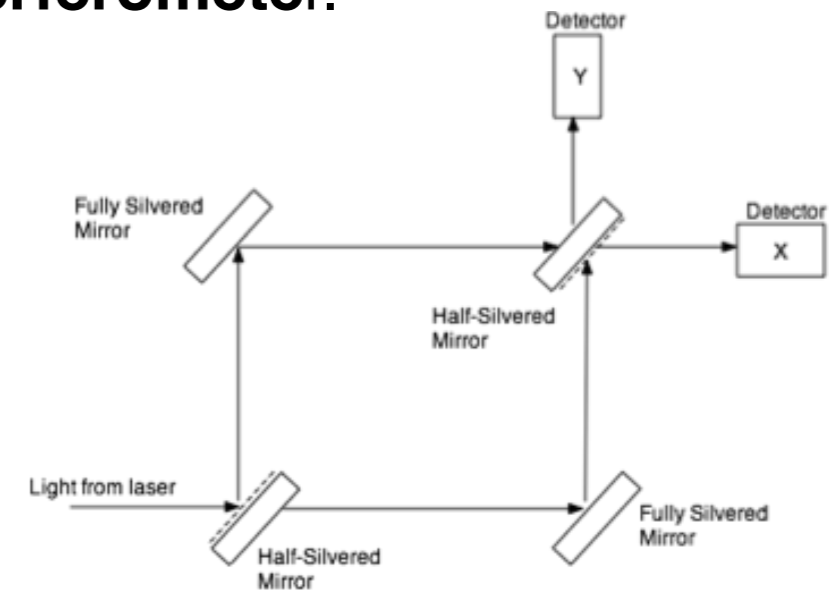 Detector
Y
Fully Silvered
Mirror
Detector
X
Half-Silvered
Mirror
Light from laser
Fully Silvered
Mirror
Half-Silvered
Mirror